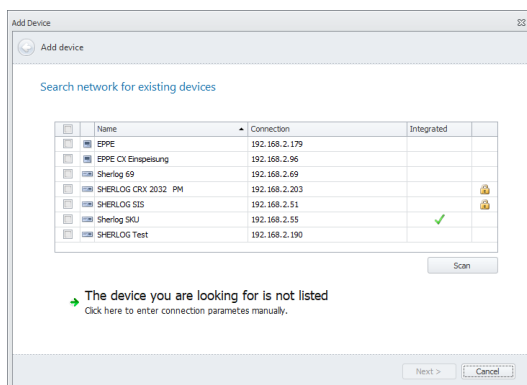 Add Device
Add device
Search network for existing devices
Name Connection Integrated
EPPE 192.168.2.179
EPPE CX Einspeisung 192.168.2.96
Sherlog 69 192.168.2.69
SHERLOG CRX 2032 PM 192.168.2.203
SHERLOG SIS 192.168.2.51
Sherlog SKU 192.168.2.55
SHERLOG Test 192.168.2.190
Scan
The device you are looking for is not listed
Click here to enter connection parametes manually.
Next > Cancel